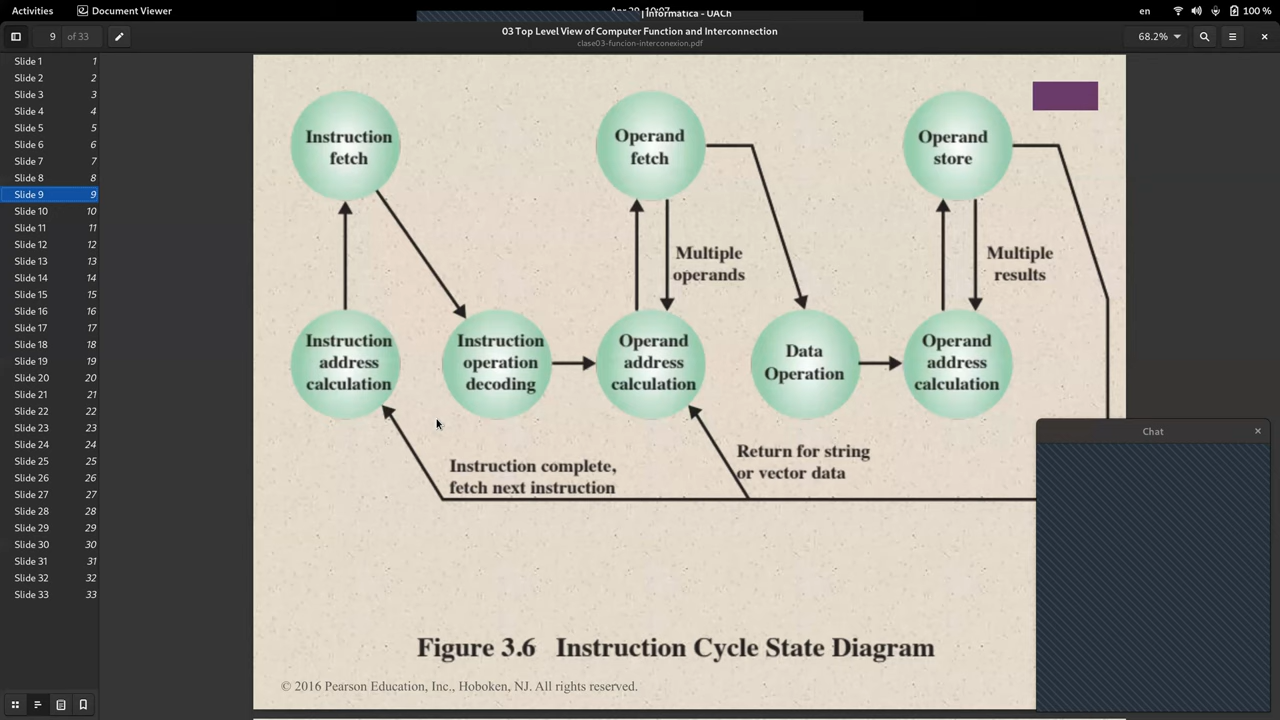 Activities
Document Viewer
Informatica - UACh
en
100 %
9 of 33
03 Top Level View of Computer Function and Interconnection
clase03-funcion-interconexion.pdf
68.2%
Slide 1 1
Slide 2 2
Slide 3 3
Slide 4 4
Slide 5 5
Slide 6 6
Slide 7 7
Slide 8 8
Slide 9 9
Slide 10 10
Slide 11 11
Slide 12 12
Slide 13 13
Slide 14 14
Slide 15 15
Slide 16 16
Slide 17 17
Slide 18 18
Slide 19 19
Slide 20 20
Slide 21 21
Slide 22 22
Slide 23 23
Slide 24 24
Slide 25 25
Slide 26 26
Slide 27 27
Slide 28 28
Slide 29 29
Slide 30 30
Slide 31 31
Slide 32 32
Slide 33 33
Instruction
fetch
Operand
fetch
Operand
store
Multiple
operands
Multiple
results
Instruction
address
calculation
Instruction
operation
decoding
Operand
address
calculation
Data
Operation
Operand
address
calculation
Instruction complete,
fetch next instruction
Return for string
or vector data
Chat
Figure 3.6 Instruction Cycle State Diagram
© 2016 Pearson Education, Inc., Hoboken, NJ. All rights reserved.